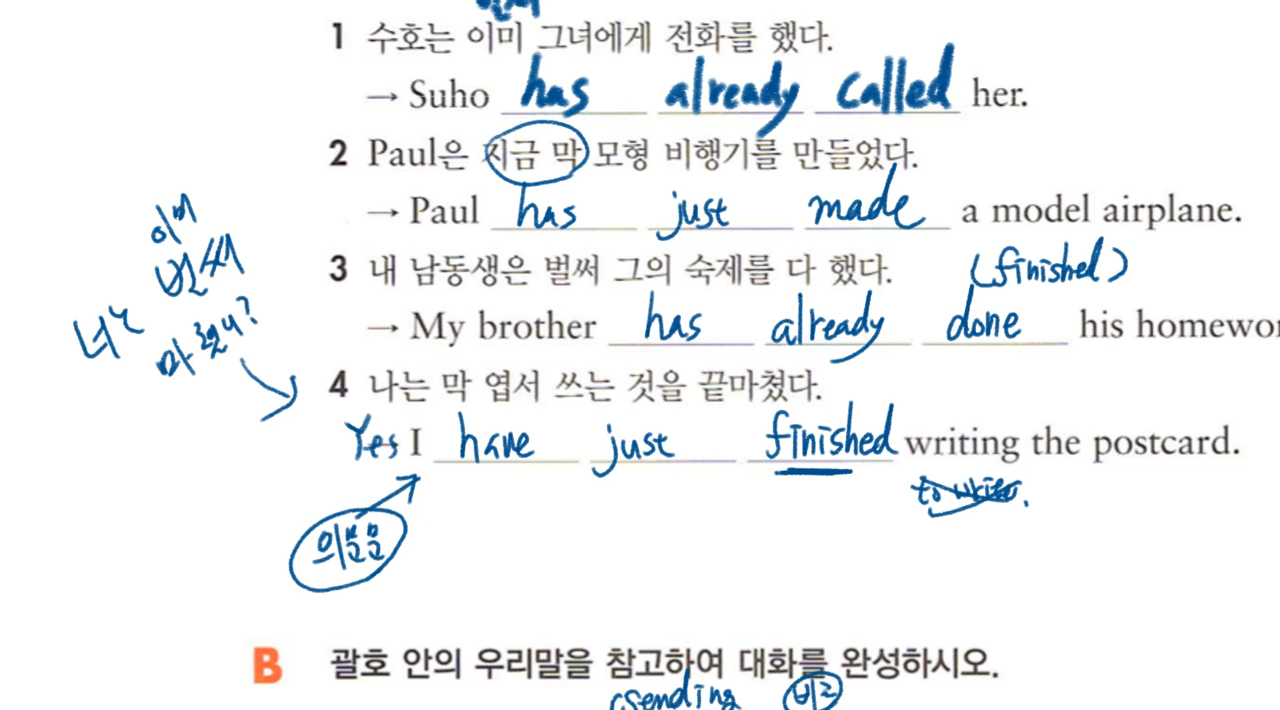 1 수호는 이미 그녀에게 전화를 했다.
→ Suho has already called her.
2 Paul은 지금 막 모형 비행기를 만들었다.
→ Paul has just made a model airplane.
이미
벌써
3 내 남동생은 벌써 그의 숙제를 다 했다.
(finished)
→ My brother has already done his homewor
너는
4 나는 막 엽서 쓰는 것을 끝마쳤다.
Yes I have just finished writing the postcard.
의문문
B 괄호 안의 우리말을 참고하여 대화를 완성하시오.
(sending 바로